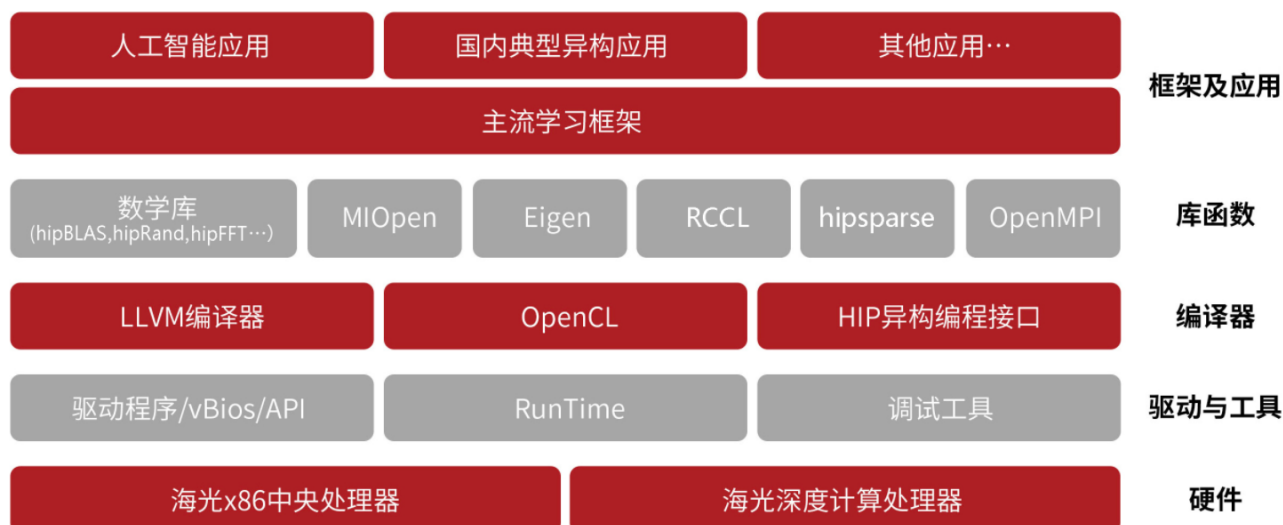 人工智能应用
国内典型异构应用
其他应用…
框架及应用
主流学习框架
数学库
(hipBLAS,hipRand,hipFFT…)
MIOpen
Eigen
RCCL
hipsparse
OpenMPI
库函数
LLVM编译器
OpenCL
HIP异构编程接口
编译器
驱动程序/vBios/API
RunTime
调试工具
驱动与工具
海光x86中央处理器
海光深度计算处理器
硬件